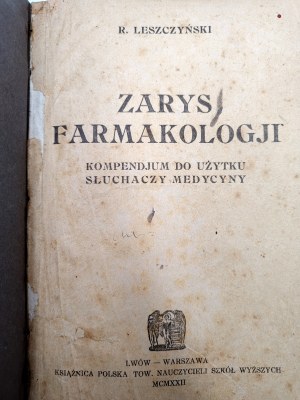 R. LESZCZYŃSKI
ZARYS
FARMAKOLOGJI
KOMPENDJUM DO UŻYTKU
SŁUCHACZY MEDYCYNY
LWÓW — WARSZAWA
KSIĄŻNICA POLSKA TOW. NAUCZYCIELI SZKÓŁ WYŻSZYCH
MCMXXII